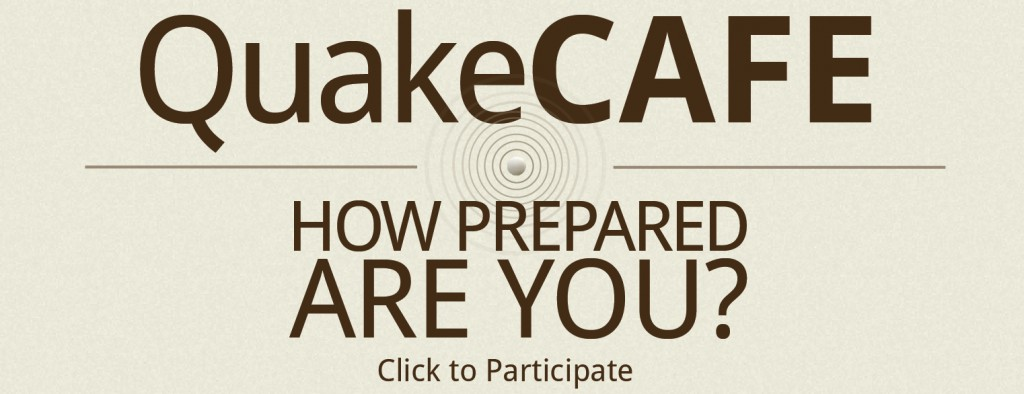 QuakeCAFE
HOW PREPARED
ARE YOU?
Click to Participate